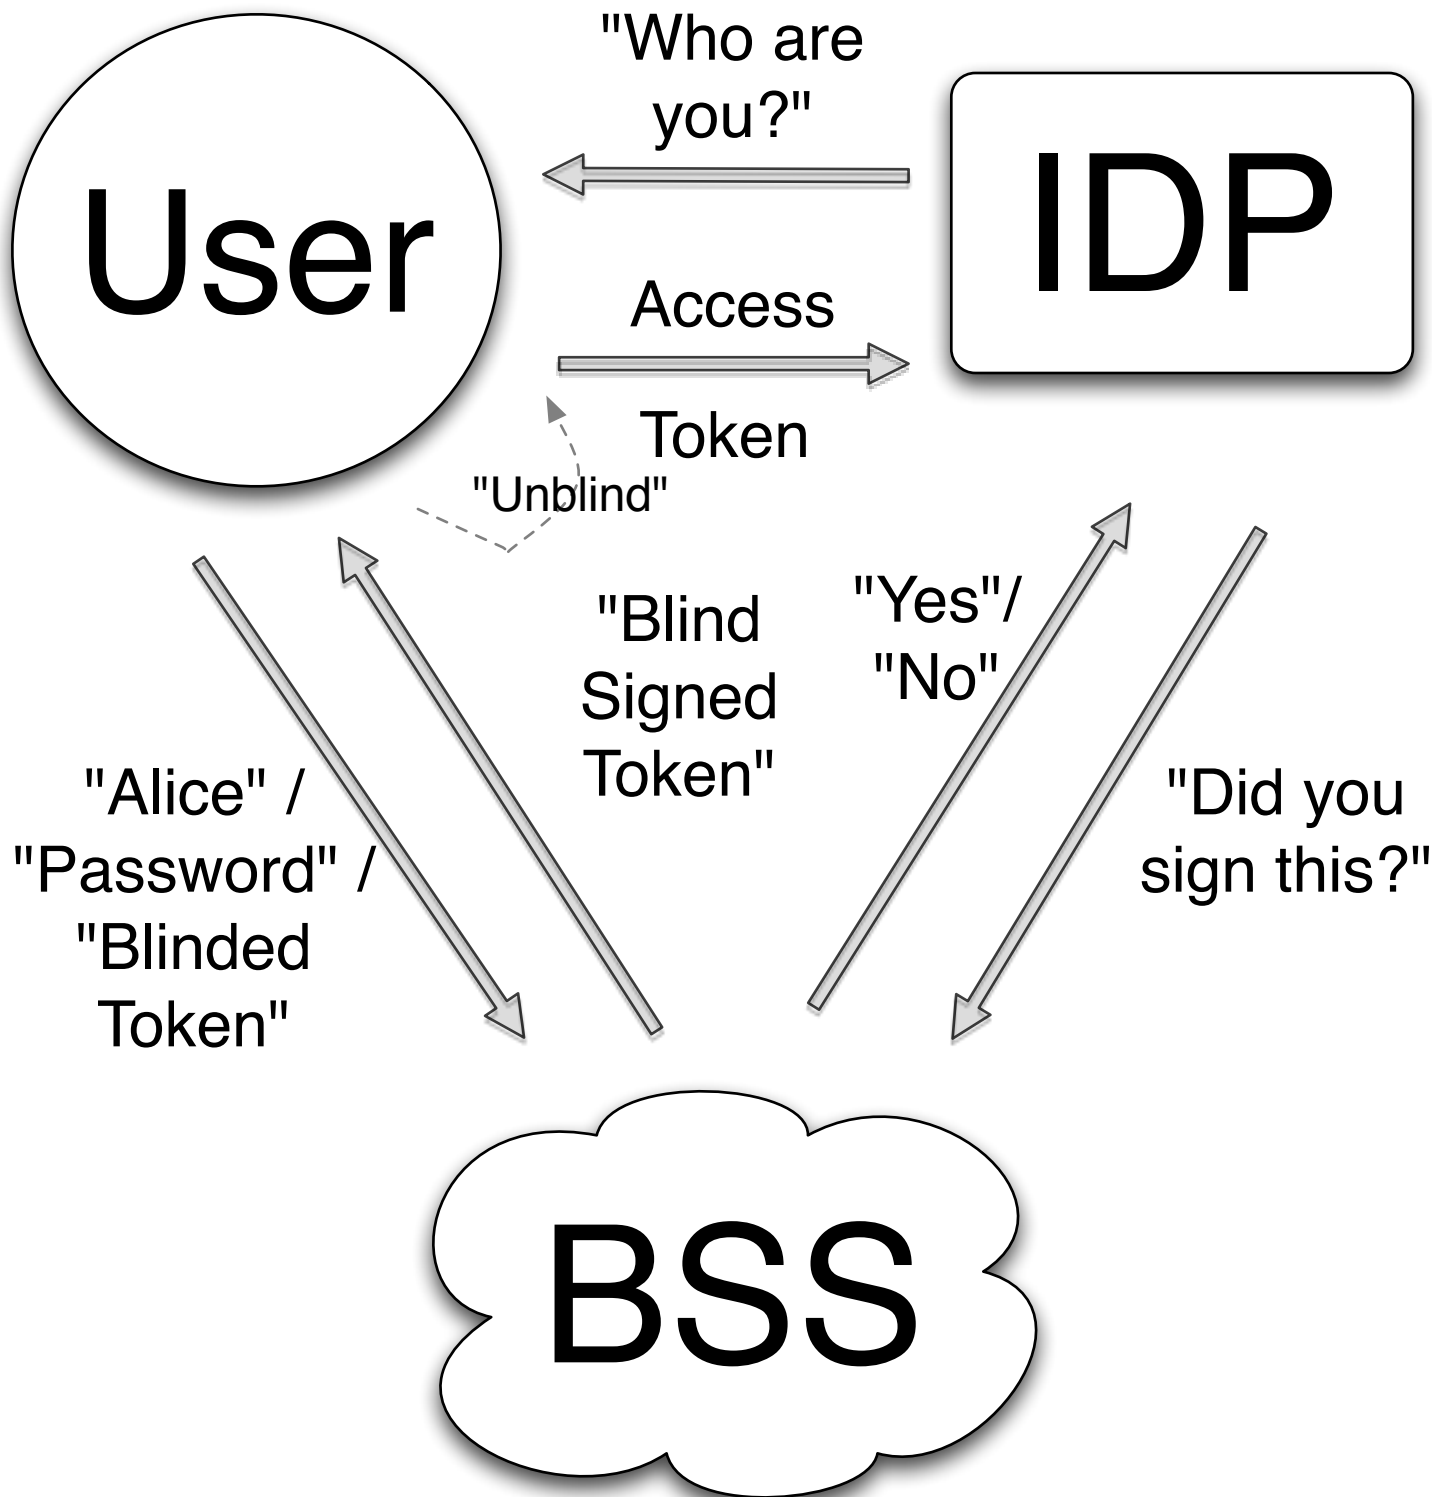 "Who are
you?"
User
IDP
Access
Token
"Unblind"
"Blind
Signed
Token"
"Yes"/
"No"
"Alice" /
"Password" /
"Blinded
Token"
"Did you
sign this?"
BSS